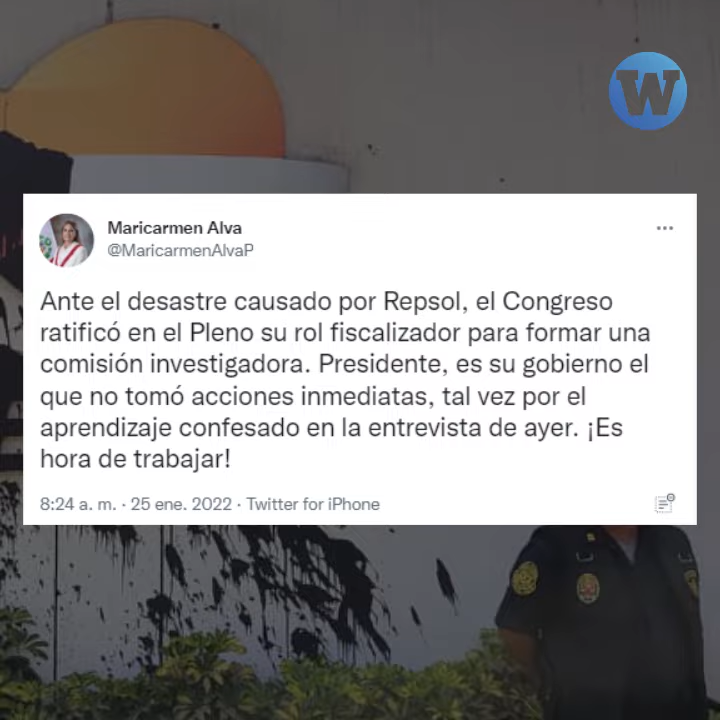 W
Maricarmen Alva
@MaricarmenAlvaP
Ante el desastre causado por Repsol, el Congreso
ratificó en el Pleno su rol fiscalizador para formar una
comisión investigadora. Presidente, es su gobierno el
que no tomó acciones inmediatas, tal vez por el
aprendizaje confesado en la entrevista de ayer. ¡Es
hora de trabajar!
8:24 a. m. · 25 ene. 2022 · Twitter for iPhone